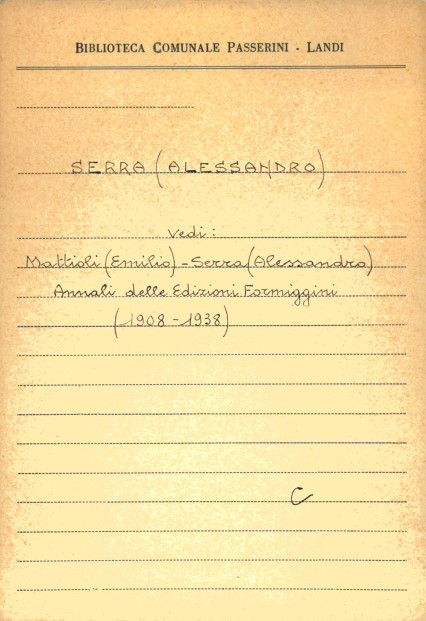 BIBLIOTECA COMUNALE PASSERINI - LANDI
SERRA (ALESSANDRO)
Vedi:
Mattioli (Emilio) - Serra (Alessandro)
Annali delle Edizioni Formiggini
(1908 - 1938)
C